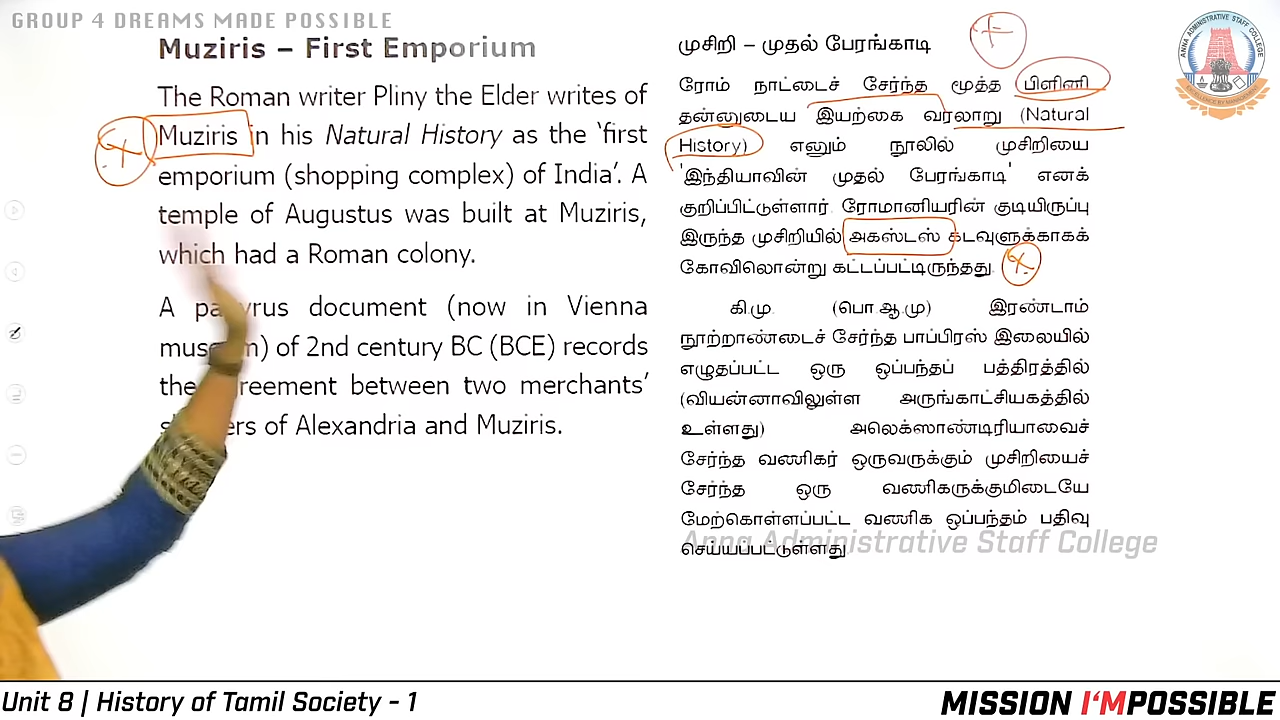 GROUP 4 DREAMS MADE POSSIBLE
Muziris – First Emporium
The Roman writer Pliny the Elder writes of
Muziris in his Natural History as the ‘first
emporium (shopping complex) of India’. A
temple of Augustus was built at Muziris,
which had a Roman colony.
A document (now in Vienna
of 2nd century BC (BCE) records
the agreement between two merchants’
of Alexandria and Muziris.
முசிறி – முதல் பேரங்காடி
ரோம் நாட்டைச் சேர்ந்த மூத்த பிளினி
தன்னுடைய இயற்கை வரலாறு (Natural
History) எனும் நூலில் முசிறியை
'இந்தியாவின் முதல் பேரங்காடி' எனக்
குறிப்பிட்டுள்ளார். ரோமானியரின் குடியிருப்பு
இருந்த முசிறியில் அகஸ்டஸ் கடவுளுக்காகக்
கோவிலொன்று கட்டப்பட்டிருந்தது.
கி.மு. (பொ.ஆ.மு) இரண்டாம்
நூற்றாண்டைச் சேர்ந்த பாப்பிரஸ் இலையில்
எழுதப்பட்ட ஒரு ஒப்பந்தப் பத்திரத்தில்
(வியன்னாவிலுள்ள அருங்காட்சியகத்தில்
உள்ளது) அலெக்ஸாண்டிரியாவைச்
சேர்ந்த வணிகர் ஒருவருக்கும் முசிறியைச்
சேர்ந்த ஒரு வணிகருக்குமிடையே
மேற்கொள்ளப்பட்ட வணிக ஒப்பந்தம் பதிவு
செய்யப்பட்டுள்ளது.
Anna Administrative Staff College
ANNA ADMINISTRATIVE STAFF COLLEGE
Unit 8 | History of Tamil Society - 1
MISSION I'MPOSSIBLE